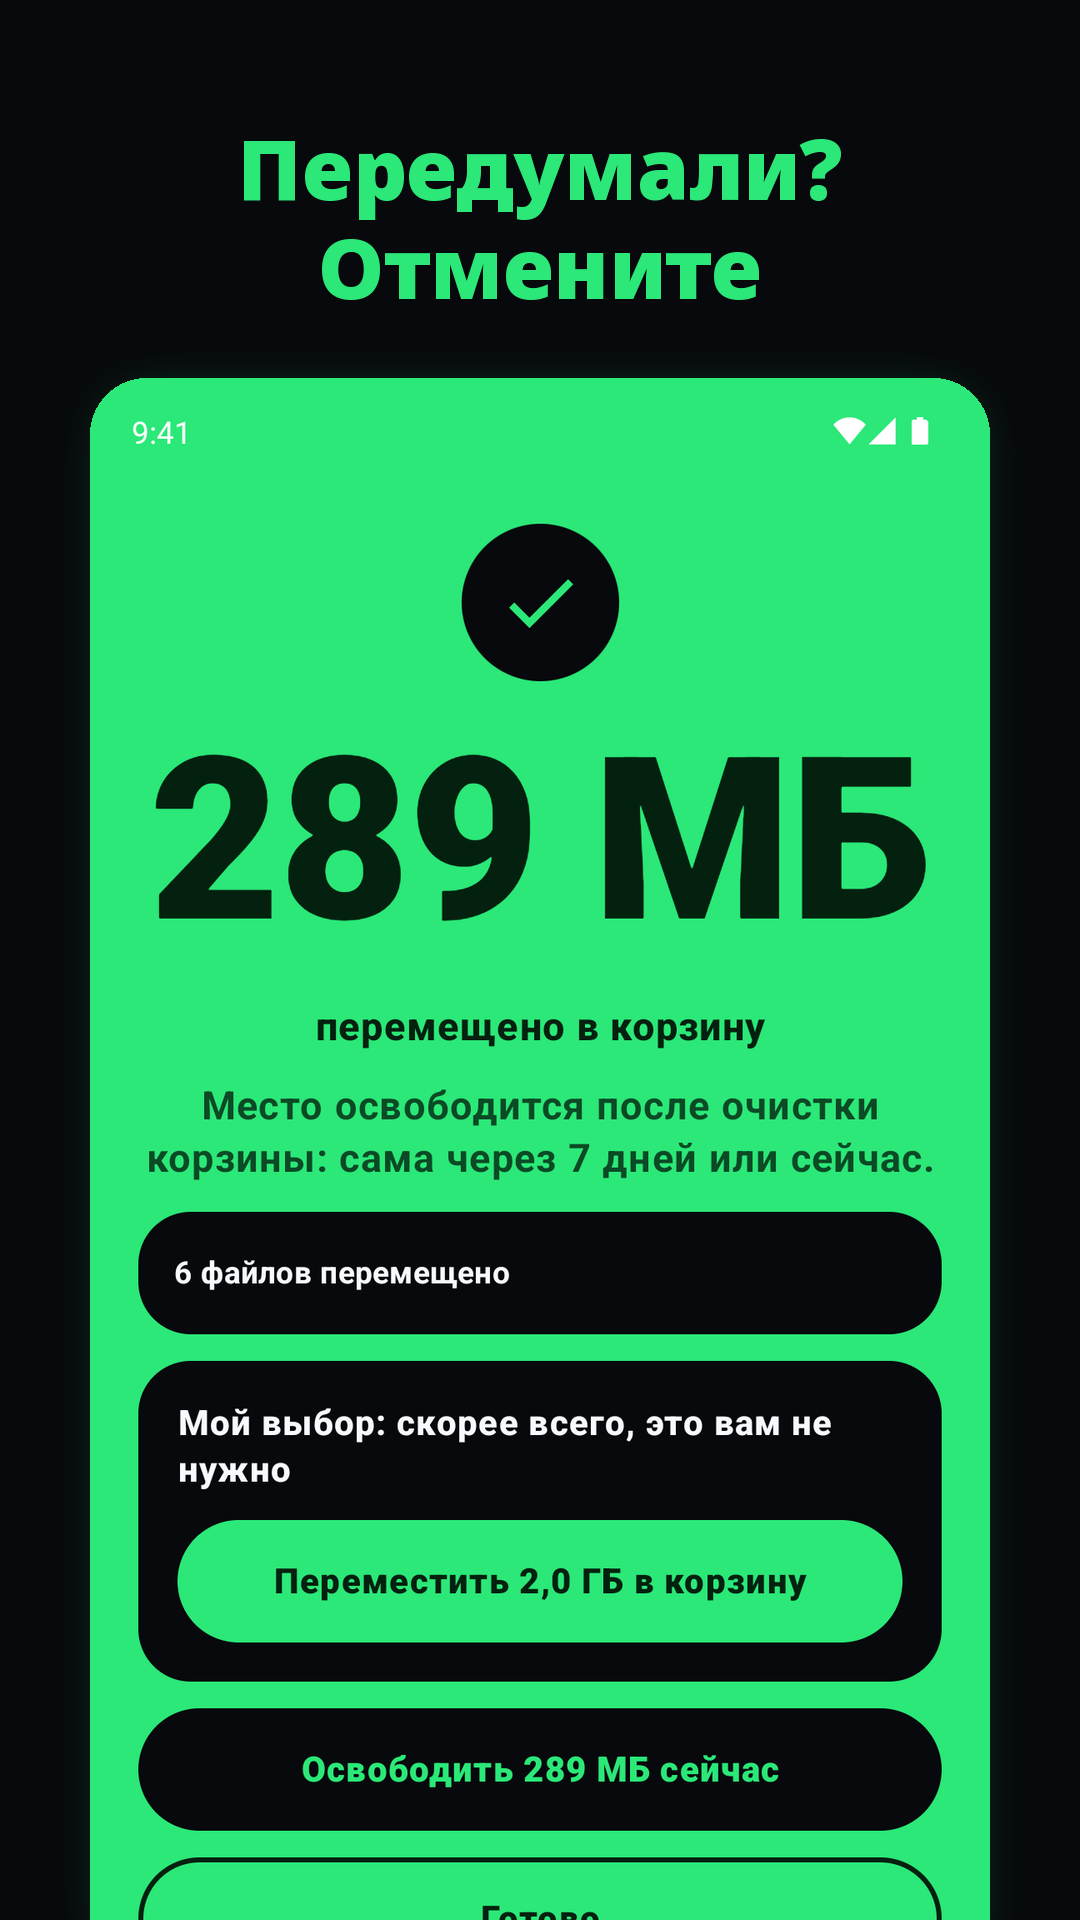 Передумали?
Отмените
9:41
289 МБ
перемещено в корзину
Место освободится после очистки
корзины: сама через 7 дней или сейчас.
6 файлов перемещено
Мой выбор: скорее всего, это вам не
нужно
Переместить 2,0 ГБ в корзину
Освободить 289 МБ сейчас
Готово